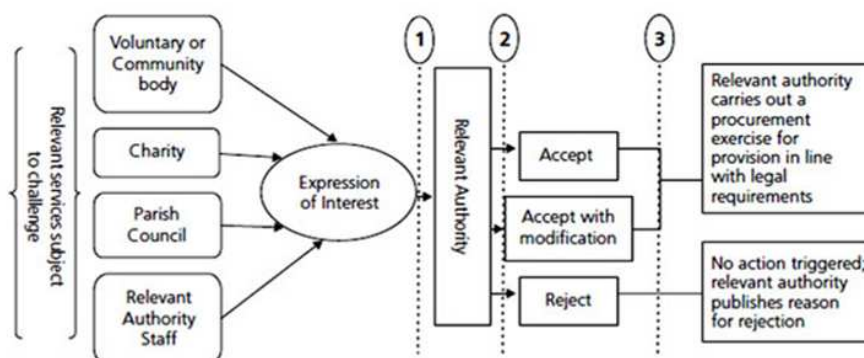 Relevant services subject
to challenge
Voluntary or
Community
body
Charity
Parish
Council
Relevant
Authority
Staff
Expression
of Interest
1
2
3
Relevant Authority
Accept
Accept with
modification
Reject
Relevant authority
carries out a
procurement
exercise for
provision in line
with legal
requirements
No action triggered;
relevant authority
publishes reason
for rejection